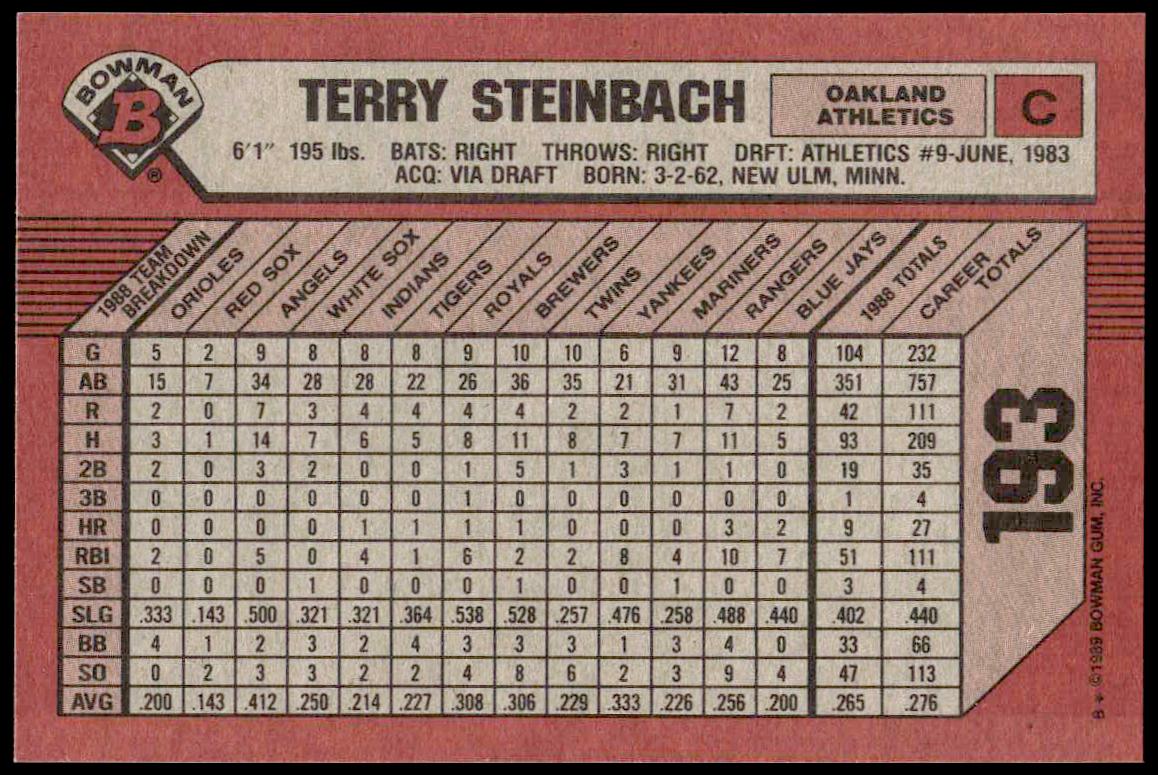 BOWMAN
B
®
TERRY STEINBACH
OAKLAND
ATHLETICS
C
6'1" 195 lbs. BATS: RIGHT THROWS: RIGHT DRFT: ATHLETICS #9-JUNE, 1983
ACQ: VIA DRAFT BORN: 3-2-62, NEW ULM, MINN.
1988 TEAM
BREAKDOWN
ORIOLES
RED SOX
ANGELS
WHITE SOX
INDIANS
TIGERS
ROYALS
BREWERS
TWINS
YANKEES
MARINERS
RANGERS
BLUE JAYS
1988 TOTALS
CAREER
TOTALS
G 5 2 9 8 8 8 9 10 10 6 9 12 8 104 232
AB 15 7 34 28 28 22 26 36 35 21 31 43 25 351 757
R 2 0 7 3 4 4 4 4 2 2 1 7 2 42 111
H 3 1 14 7 6 5 8 11 8 7 7 11 5 93 209
2B 2 0 3 2 0 0 1 5 1 3 1 1 0 19 35
3B 0 0 0 0 0 0 1 0 0 0 0 0 0 1 4
HR 0 0 0 0 1 1 1 1 0 0 0 3 2 9 27
RBI 2 0 5 0 4 1 6 2 2 8 4 10 7 51 111
SB 0 0 0 1 0 0 0 1 0 0 1 0 0 3 4
SLG .333 .143 .500 .321 .321 .364 .538 .528 .257 .476 .258 .488 .440 .402 .440
BB 4 1 2 3 2 4 3 3 3 1 3 4 0 33 66
SO 0 2 3 3 2 2 4 8 6 2 3 9 4 47 113
AVG .200 .143 .412 .250 .214 .227 .308 .306 .229 .333 .226 .256 .200 .265 .276
193
B * ©1989 BOWMAN GUM, INC.